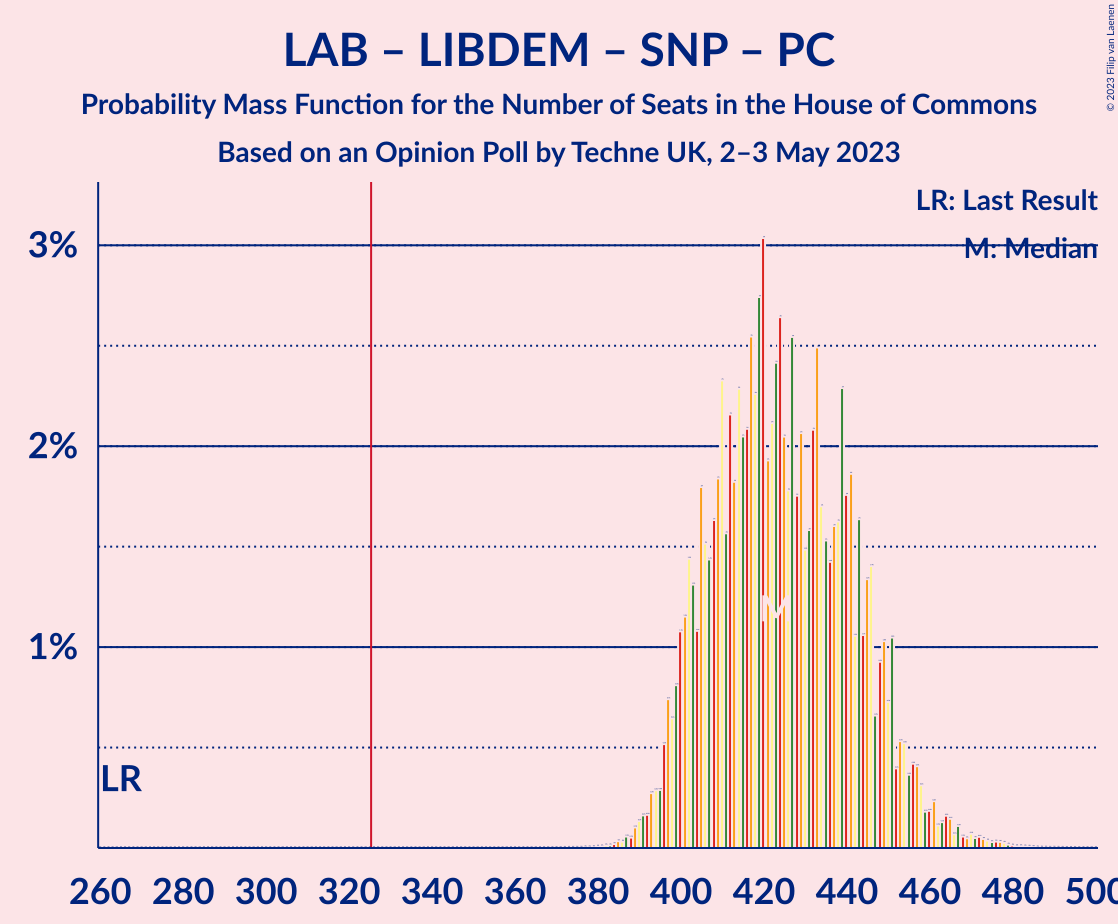 LAB – LIBDEM – SNP – PC
Probability Mass Function for the Number of Seats in the House of Commons
Based on an Opinion Poll by Techne UK, 2–3 May 2023
© 2023 Filip van Laenen
LR: Last Result
M: Median
3%
2%
1%
M
LR
260 280 300 320 340 360 380 400 420 440 460 480 500